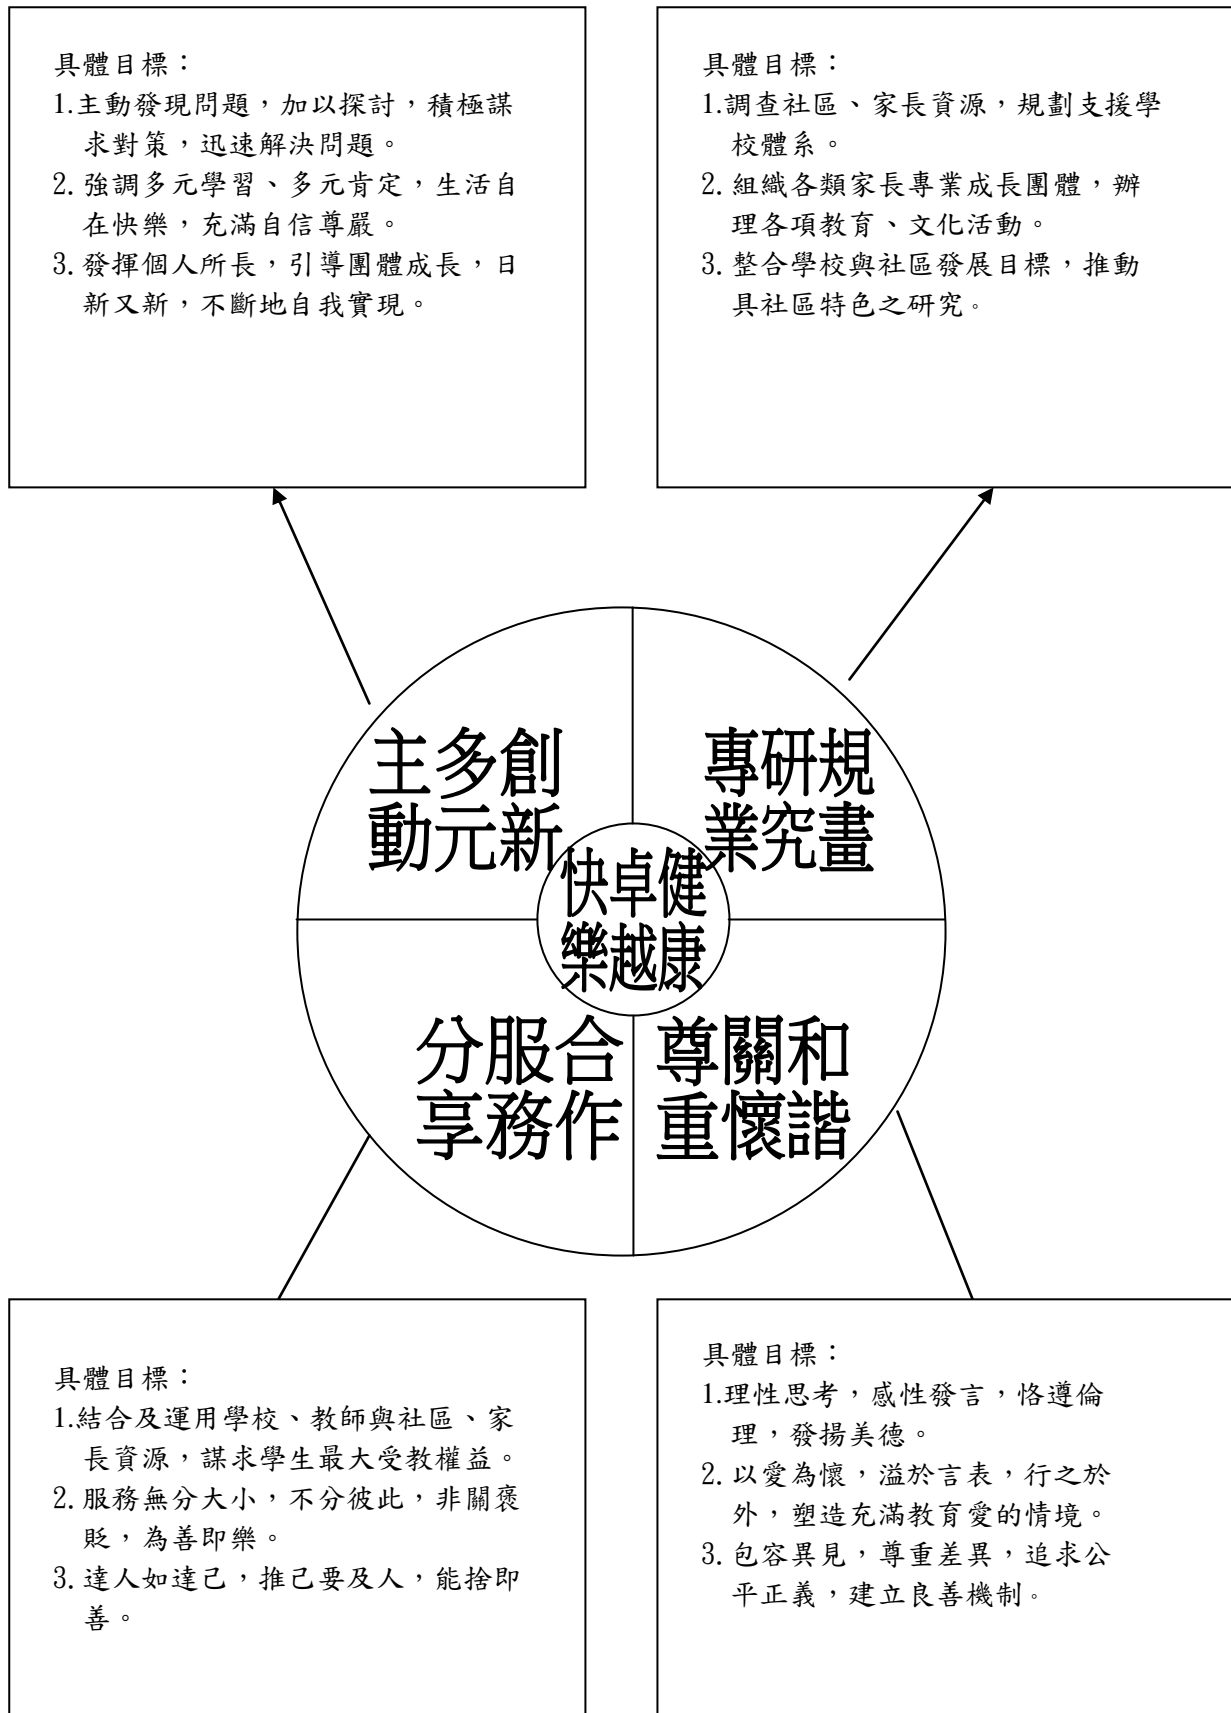 具體目標：
1.主動發現問題，加以探討，積極謀
求對策，迅速解決問題。
2.強調多元學習、多元肯定，生活自
在快樂，充滿自信尊嚴。
3.發揮個人所長，引導團體成長，日
新又新，不斷地自我實現。
具體目標：
1.調查社區、家長資源，規劃支援學
校體系。
2.組織各類家長專業成長團體，辦
理各項教育、文化活動。
3.整合學校與社區發展目標，推動
具社區特色之研究。
主多創
動元新
專研規
業究畫
快卓健
樂越康
分服合
享務作
尊關和
重懷諧
具體目標：
1.結合及運用學校、教師與社區、家
長資源，謀求學生最大受教權益。
2.服務無分大小，不分彼此，非關褒
貶，為善即樂。
3.達人如達己，推己要及人，能捨即
善。
具體目標：
1.理性思考，感性發言，恪遵倫
理，發揚美德。
2.以愛為懷，溢於言表，行之於
外，塑造充滿教育愛的情境。
3.包容異見，尊重差異，追求公
平正義，建立良善機制。